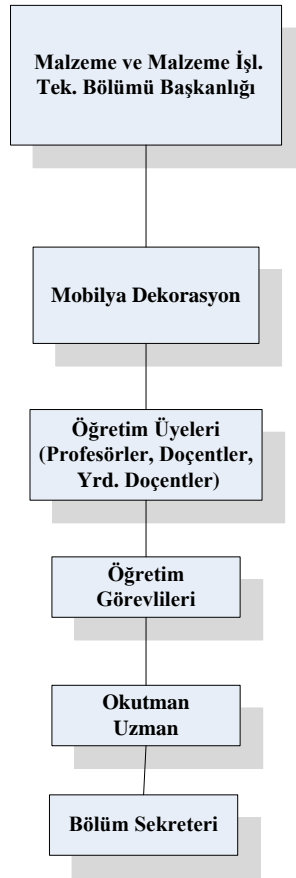 Malzeme ve Malzeme İşl.
Tek. Bölümü Başkanlığı
Mobilya Dekorasyon
Öğretim Üyeleri
(Profesörler, Doçentler,
Yrd. Doçentler)
Öğretim
Görevlileri
Okutman
Uzman
Bölüm Sekreteri